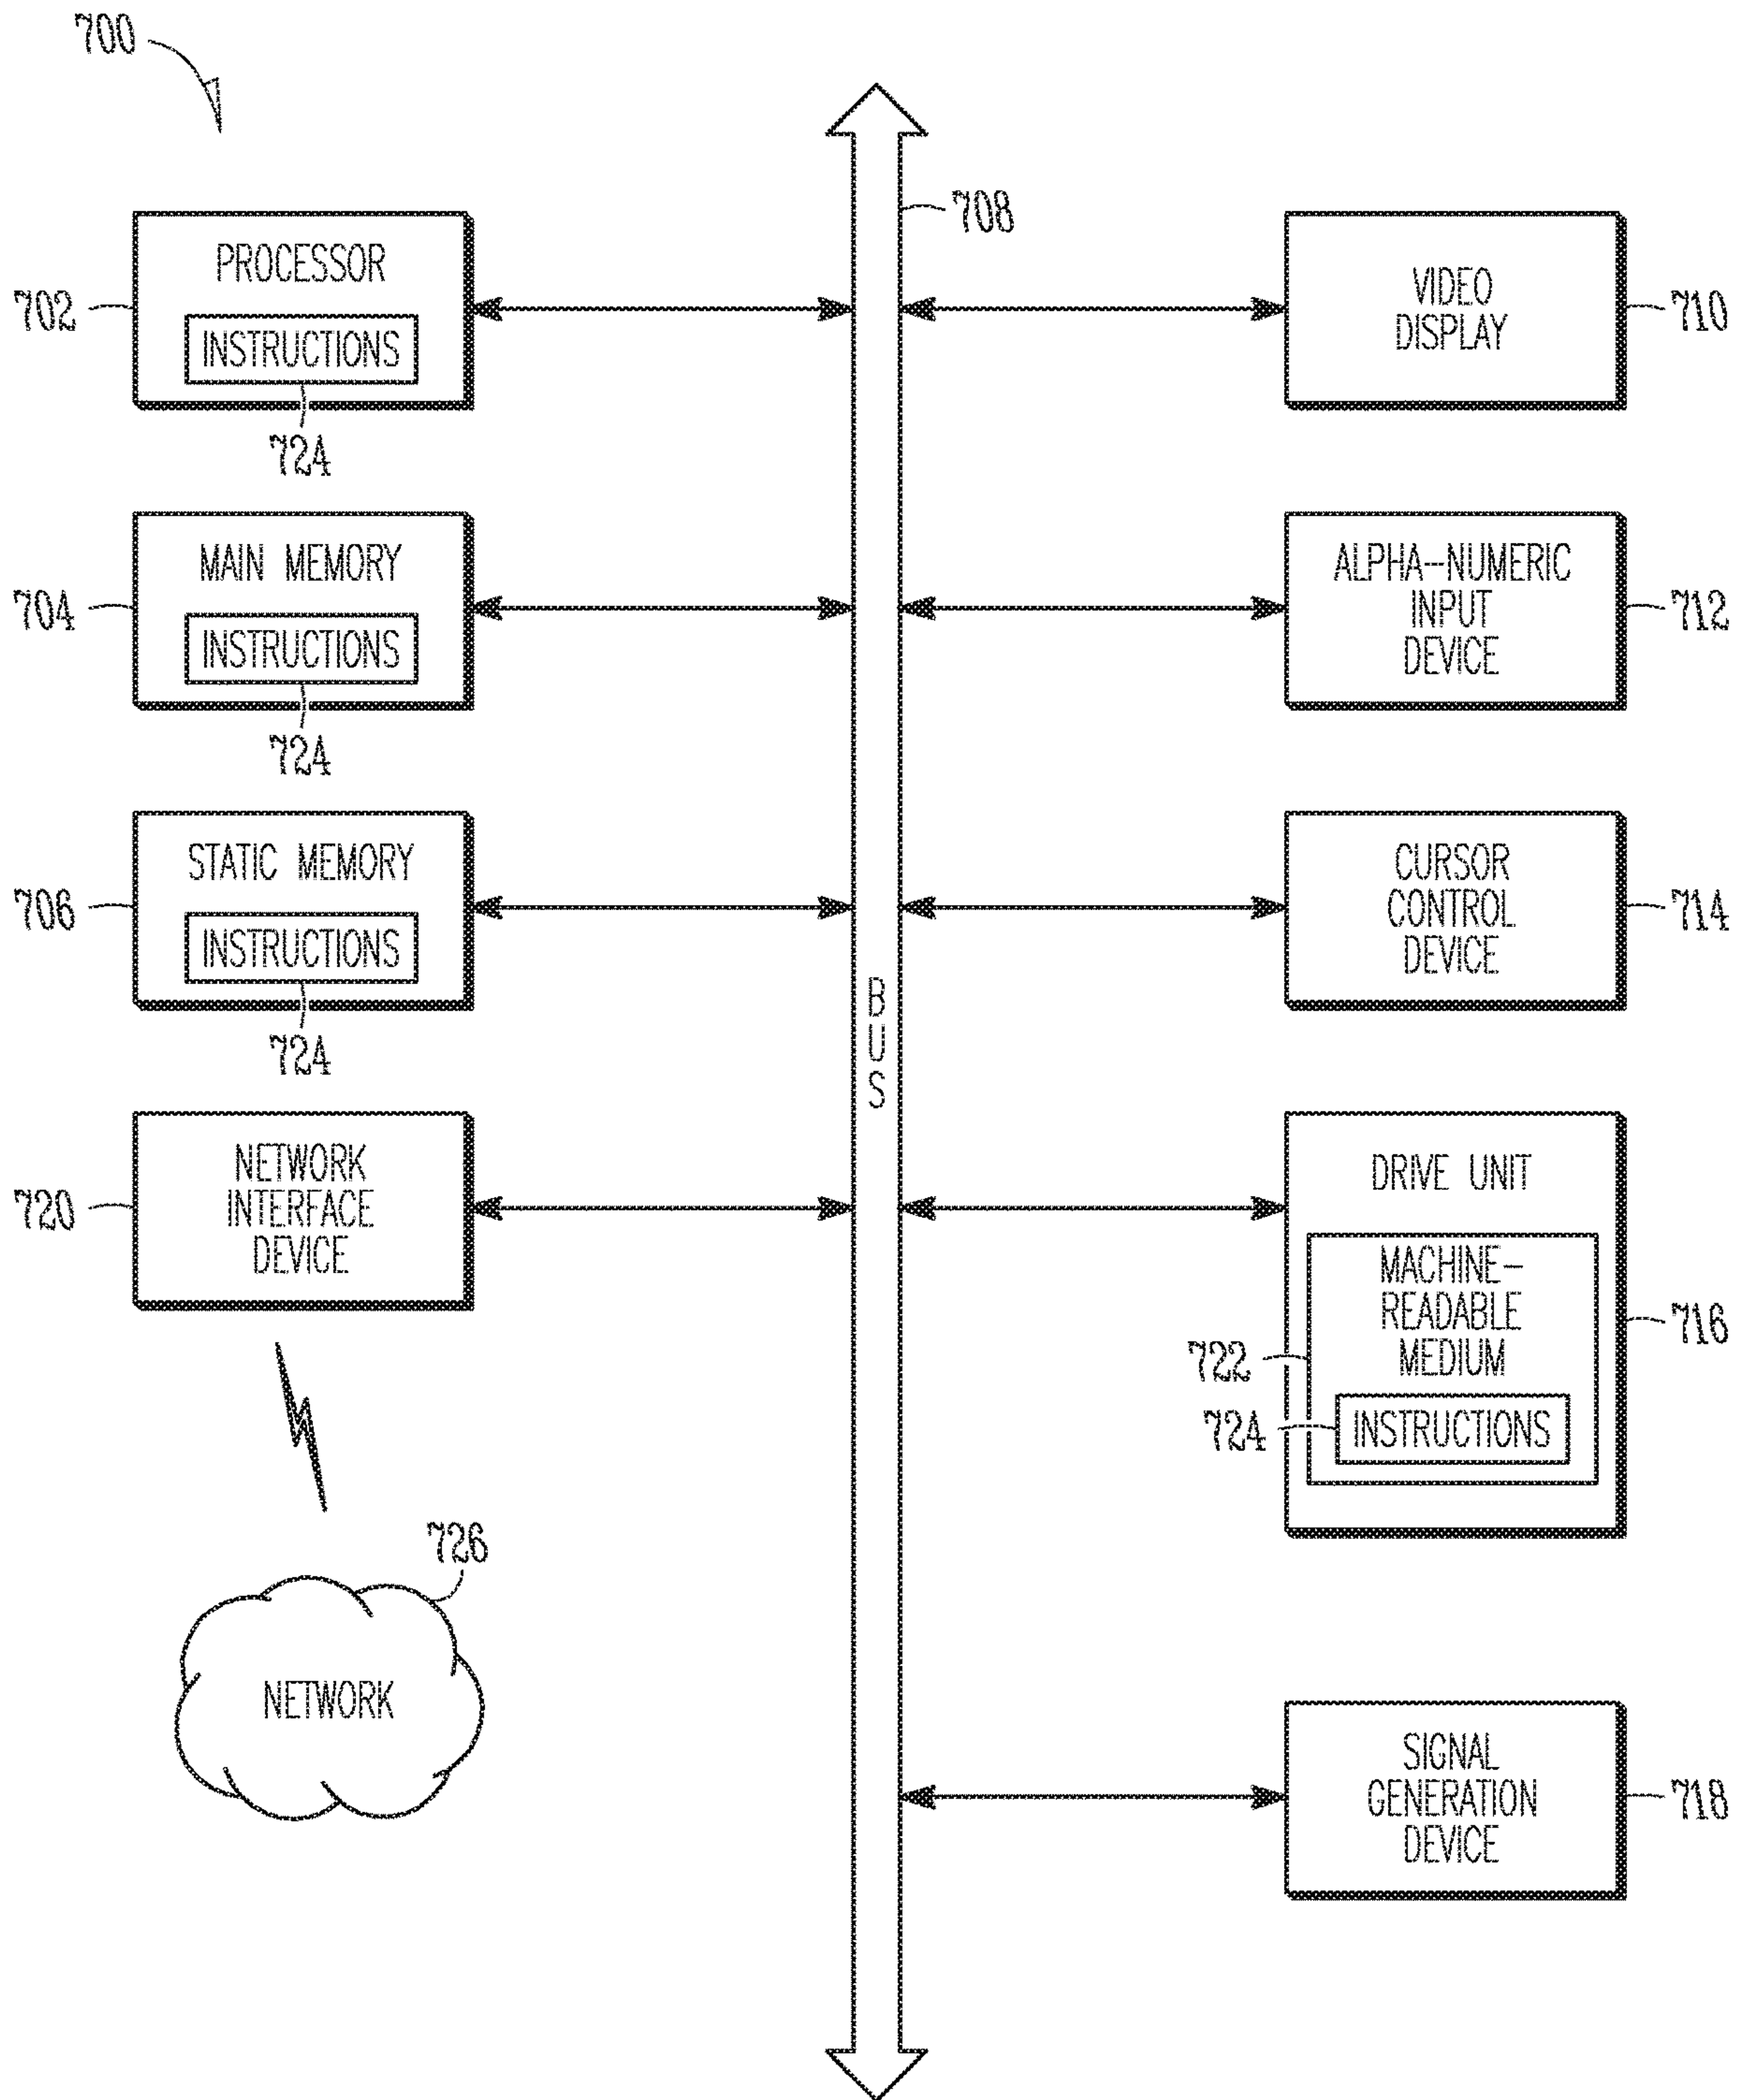 700
708
PROCESSOR
INSTRUCTIONS
702
724
MAIN MEMORY
INSTRUCTIONS
704
724
STATIC MEMORY
INSTRUCTIONS
706
724
NETWORK
INTERFACE
DEVICE
720
726
NETWORK
B
U
S
VIDEO
DISPLAY
710
ALPHA-NUMERIC
INPUT
DEVICE
712
CURSOR
CONTROL
DEVICE
714
DRIVE UNIT
MACHINE-
READABLE
MEDIUM
716
722
724
INSTRUCTIONS
SIGNAL
GENERATION
DEVICE
718